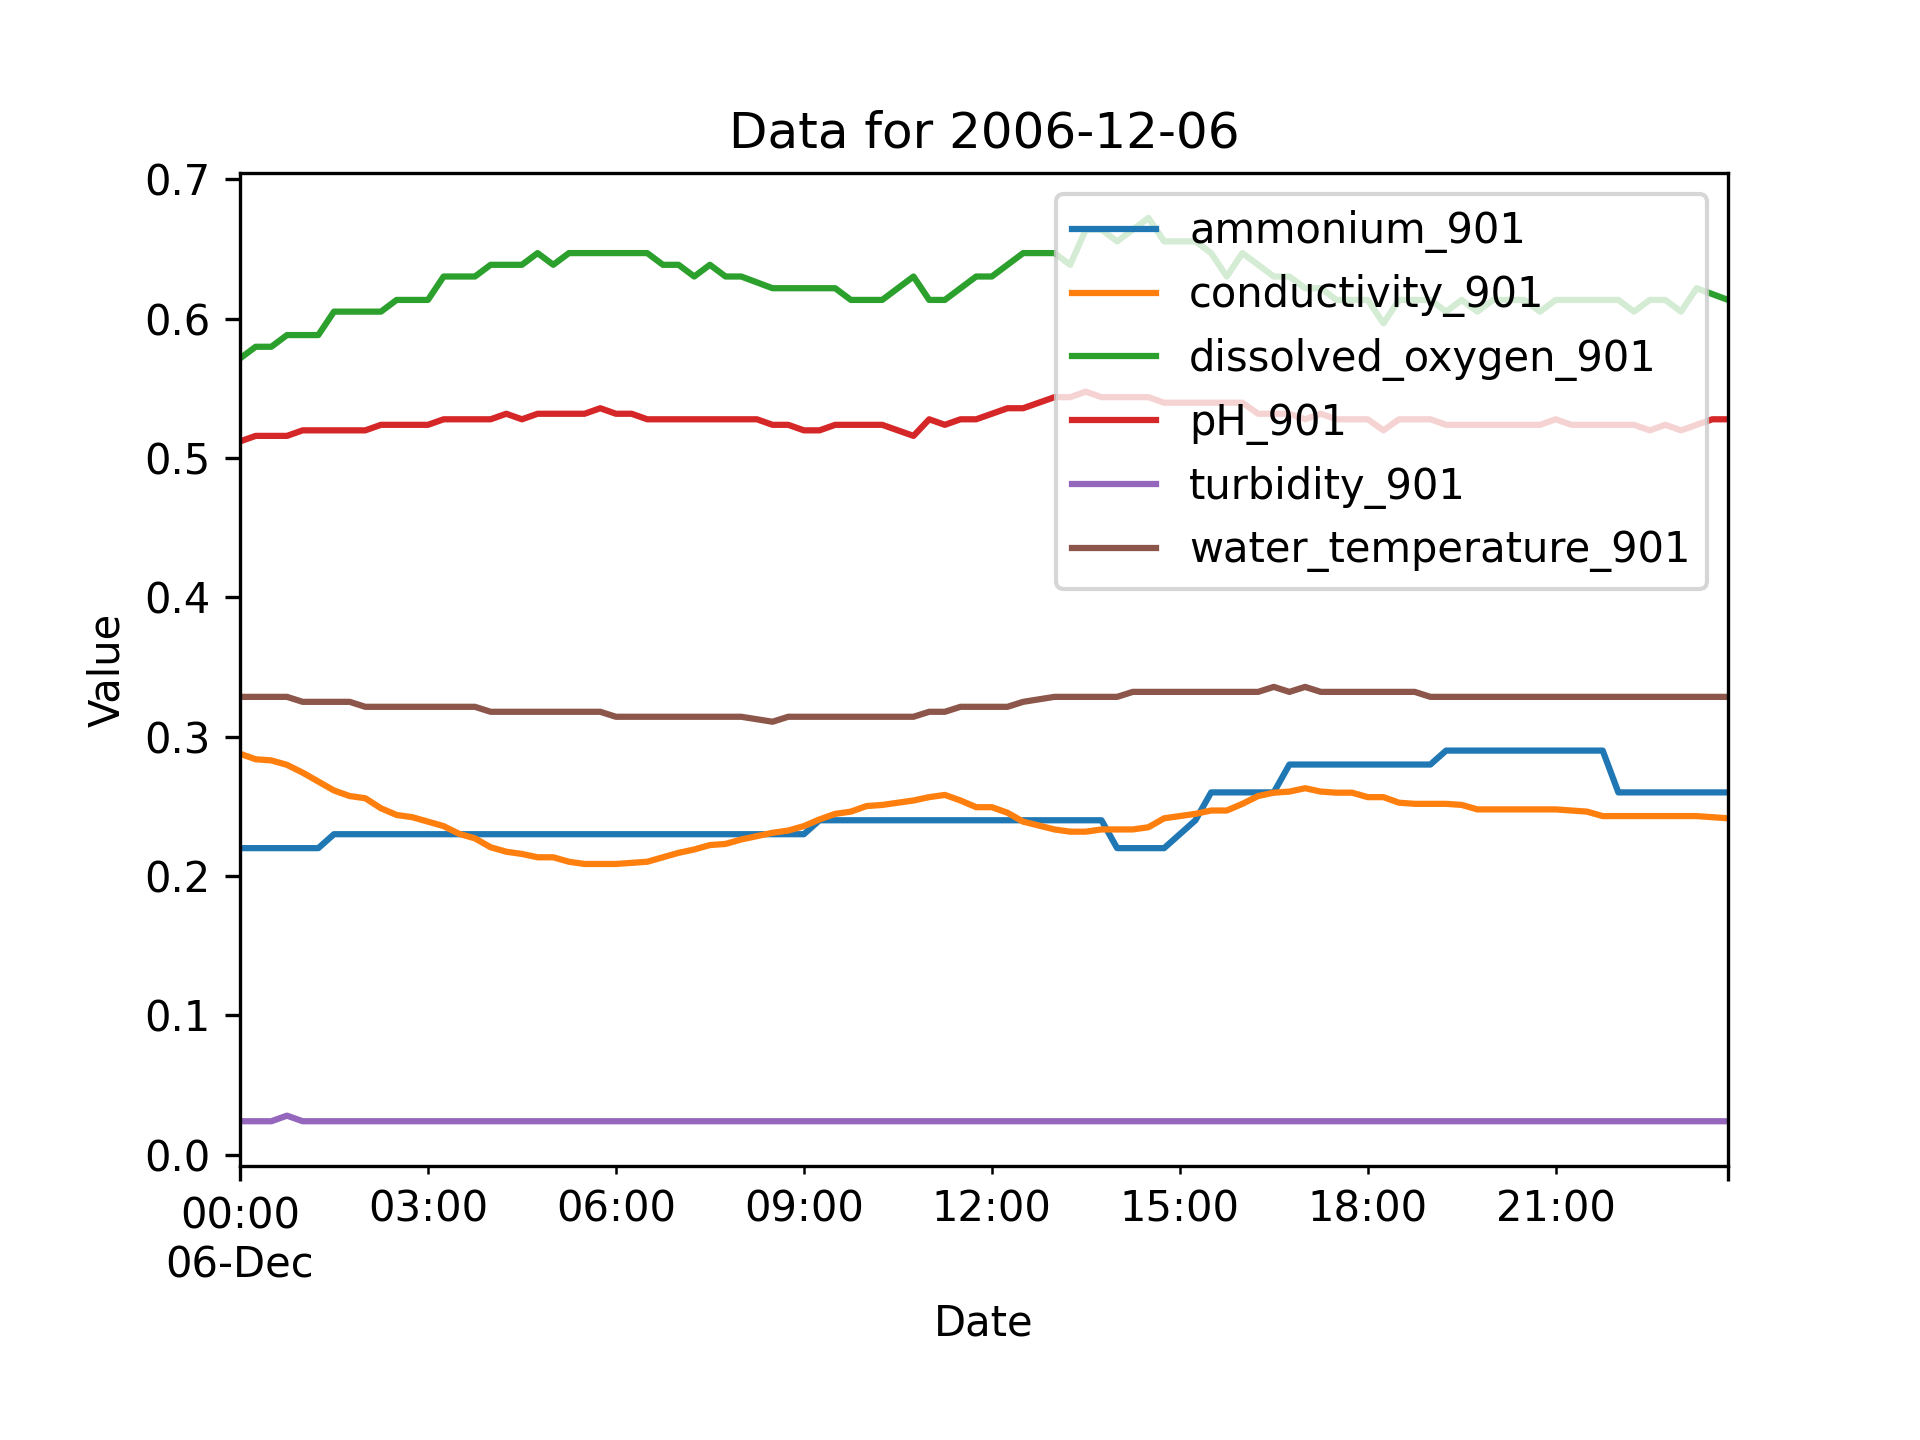 Data for 2006-12-06
0.7
0.6
0.5
0.4
0.3
0.2
0.1
0.0
Value
ammonium_901
conductivity_901
dissolved_oxygen_901
pH_901
turbidity_901
water_temperature_901
00:00 03:00 06:00 09:00 12:00 15:00 18:00 21:00
06-Dec
Date